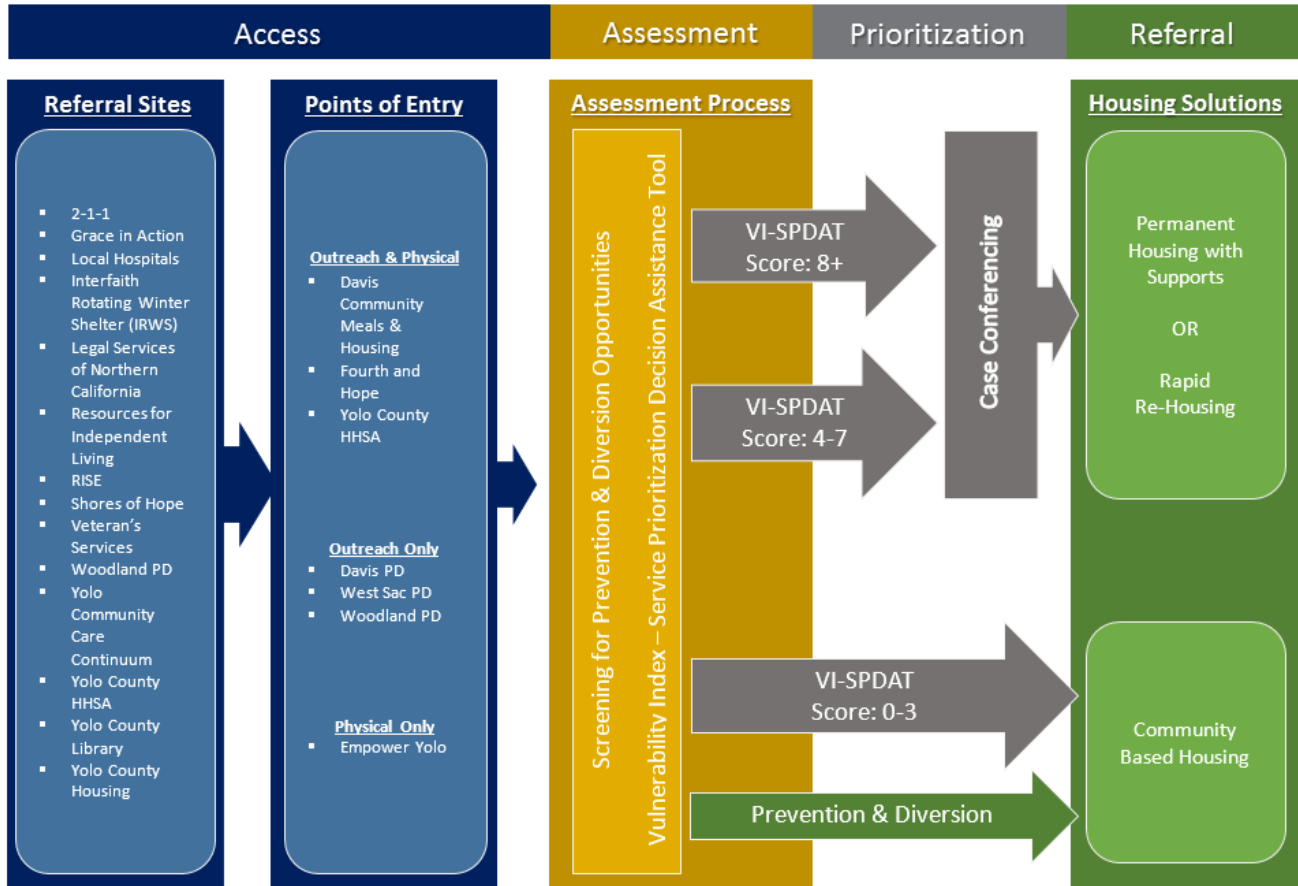 Access
Assessment
Prioritization
Referral
Referral Sites
▪ 2-1-1
▪ Grace in Action
▪ Local Hospitals
▪ Interfaith
Rotating Winter
Shelter (IRWS)
▪ Legal Services
of Northern
California
▪ Resources for
Independent
Living
▪ RISE
▪ Shores of Hope
▪ Veteran's
Services
▪ Woodland PD
▪ Yolo
Community
Care
Continuum
▪ Yolo County
HHSA
▪ Yolo County
Library
▪ Yolo County
Housing
Points of Entry
Outreach & Physical
▪ Davis
Community
Meals &
Housing
▪ Fourth and
Hope
▪ Yolo County
HHSA
Outreach Only
▪ Davis PD
▪ West Sac PD
▪ Woodland PD
Physical Only
▪ Empower Yolo
Assessment Process
Screening for Prevention & Diversion Opportunities
Vulnerability Index – Service Prioritization Decision Assistance Tool
VI-SPDAT
Score: 8+
VI-SPDAT
Score: 4-7
Case Conferencing
VI-SPDAT
Score: 0-3
Prevention & Diversion
Housing Solutions
Permanent
Housing with
Supports
OR
Rapid
Re-Housing
Community
Based Housing